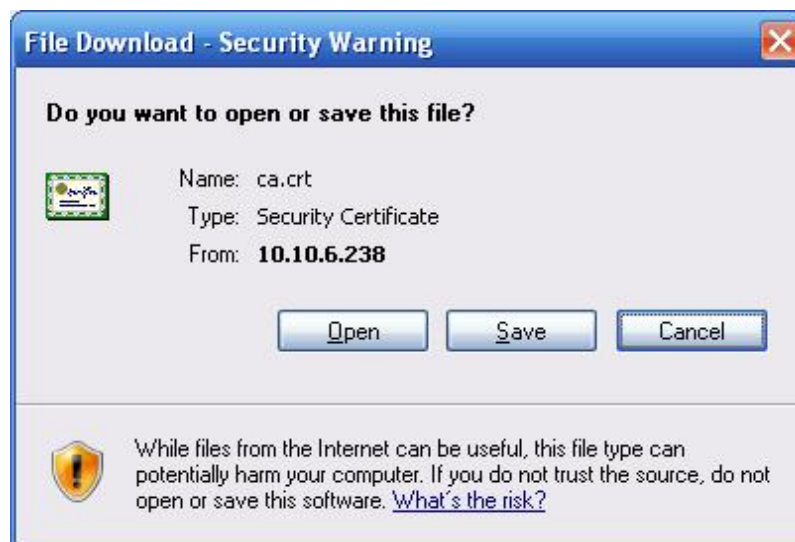 File Download - Security Warning
Do you want to open or save this file?
Name: ca.crt
Type: Security Certificate
From: 10.10.6.238
Open Save Cancel
While files from the Internet can be useful, this file type can
potentially harm your computer. If you do not trust the source, do not
open or save this software. What's the risk?